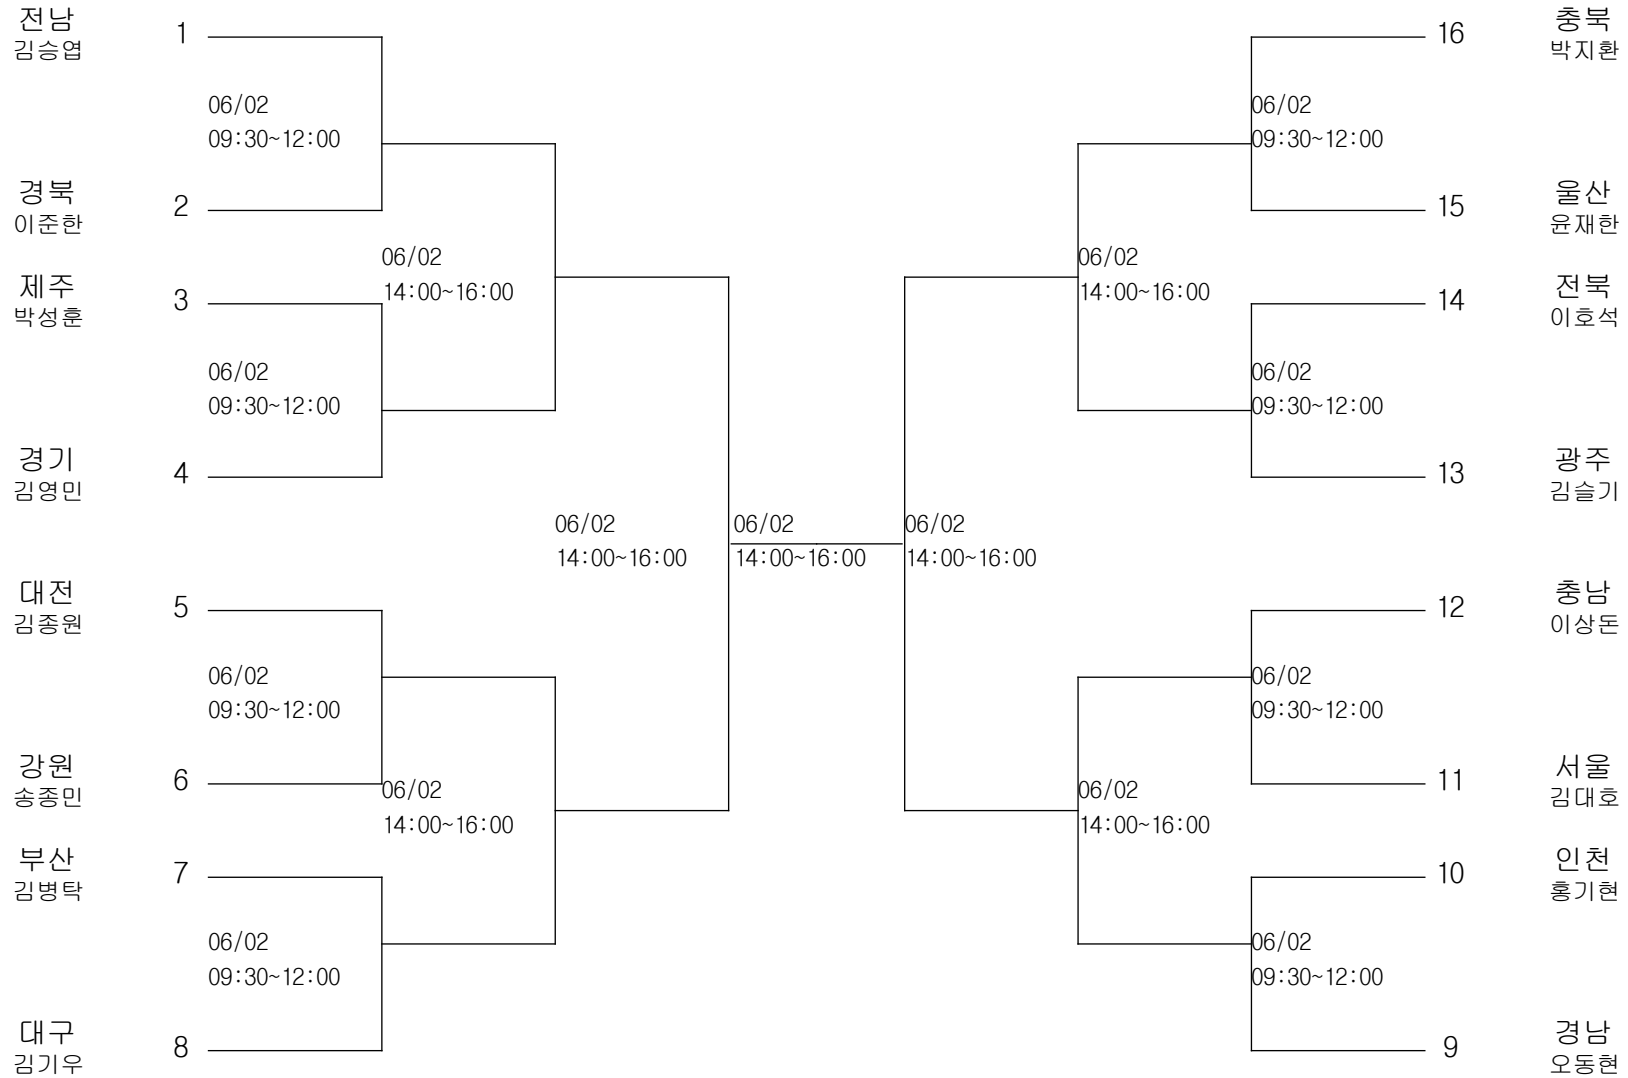 전남
김승엽
1
16
충북
박지환
06/02
09:30~12:00
06/02
09:30~12:00
경북
이준한
2
15
울산
윤재한
06/02
14:00~16:00
06/02
14:00~16:00
제주
박성훈
3
14
전북
이호석
06/02
09:30~12:00
06/02
09:30~12:00
경기
김영민
4
13
광주
김슬기
06/02
14:00~16:00
06/02
14:00~16:00
06/02
14:00~16:00
대전
김종원
5
12
충남
이상돈
06/02
09:30~12:00
06/02
09:30~12:00
강원
송종민
6
11
서울
김대호
06/02
14:00~16:00
06/02
14:00~16:00
부산
김병탁
7
10
인천
홍기현
06/02
09:30~12:00
06/02
09:30~12:00
대구
김기우
8
9
경남
오동현